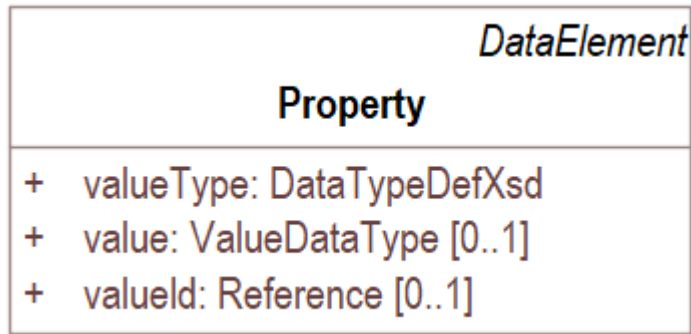 DataElement
Property
+ valueType: DataTypeDefXsd
+ value: ValueDataType [0..1]
+ valueId: Reference [0..1]